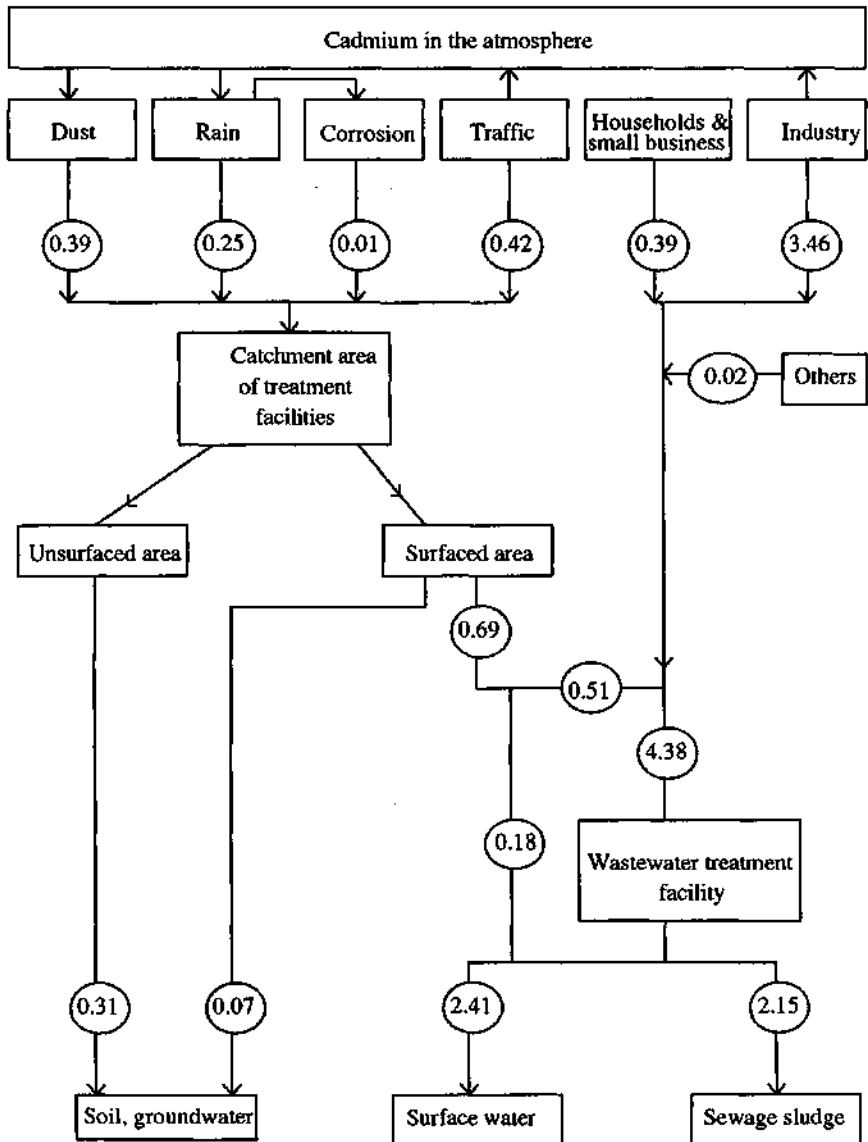 Cadmium in the atmosphere
Dust
Rain
Corrosion
Traffic
Households &
small business
Industry
0.39
0.25
0.01
0.42
0.39
3.46
Catchment area
of treatment
facilities
0.02
Others
Unsurfaced area
Surfaced area
0.69
0.51
4.38
0.18
Wastewater treatment
facility
0.31
0.07
2.41
2.15
Soil, groundwater
Surface water
Sewage sludge